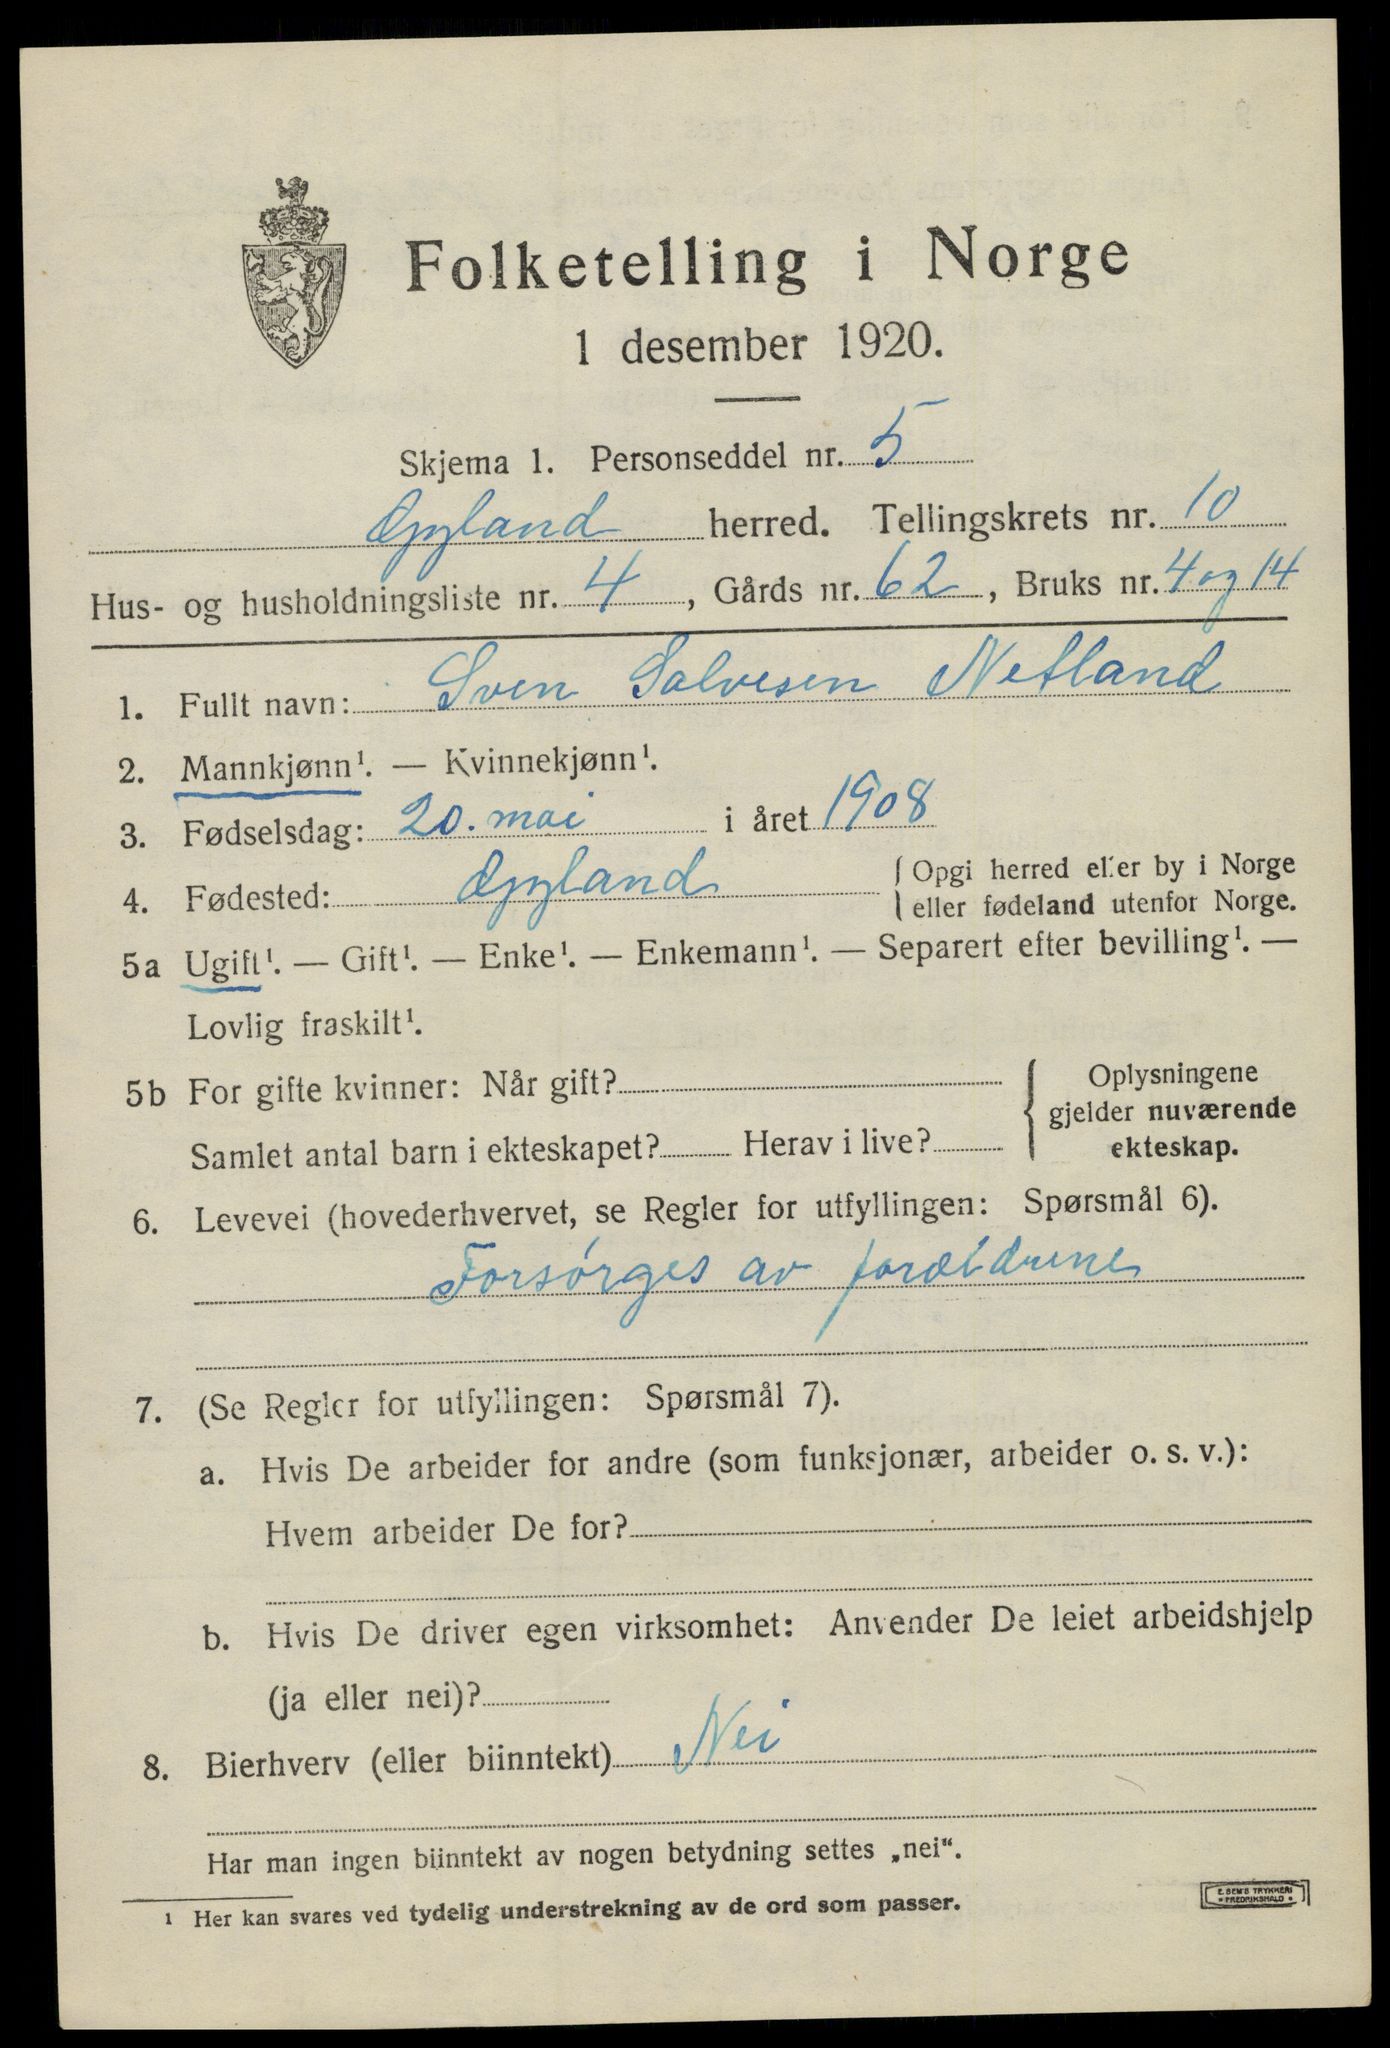 Folketelling i Norge
1 desember 1920.
Skjema 1. Personseddel nr. 5
Gyland herred. Tellingskrets nr. 10
Hus- og husholdningsliste nr. 4, Gårds nr. 62, Bruks nr. 4 og 14
1. Fullt navn: Sven Salvesen Netland
2. Mannkjønn¹. — Kvinnekjønn¹.
3. Fødselsdag: 20. mai i året 1908
4. Fødested: Gyland { Opgi herred eller by i Norge
eller fødeland utenfor Norge.
5a Ugift¹. — Gift¹. — Enke¹. — Enkemann¹. — Separert efter bevilling¹. —
Lovlig fraskilt¹.
5b For gifte kvinner: Når gift?
Samlet antal barn i ekteskapet? Herav i live?
{ Oplysningene
gjelder nuværende
ekteskap.
6. Levevei (hovederhvervet, se Regler for utfyllingen: Spørsmål 6).
Forsørges av foreldrene
7. (Se Regler for utfyllingen: Spørsmål 7).
a. Hvis De arbeider for andre (som funksjonær, arbeider o. s. v.):
Hvem arbeider De for?
b. Hvis De driver egen virksomhet: Anvender De leiet arbeidshjelp
(ja eller nei)?
8. Bierhverv (eller biinntekt) Nei
Har man ingen biinntekt av nogen betydning settes „nei“.
¹ Her kan svares ved tydelig understrekning av de ord som passer.
E. SEM'S TRYKKERI
• FREDRIKSHALD •